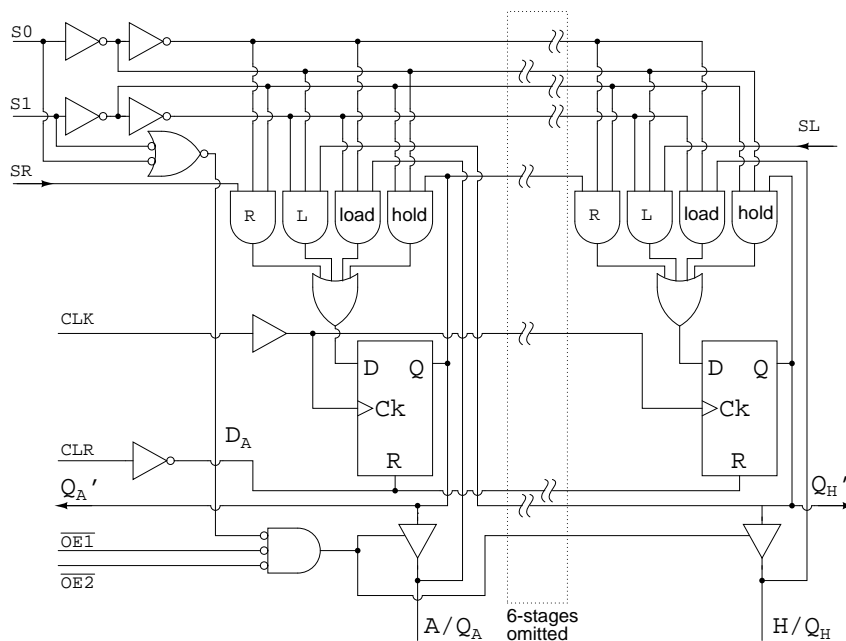 S0
S1
SL
SR
R L load hold
R L load hold
CLK
D Q
Ck
R
D Q
Ck
R
D_A
CLR
Q_A'
Q_H'
OE1
OE2
A/Q_A
6-stages
omitted
H/Q_H